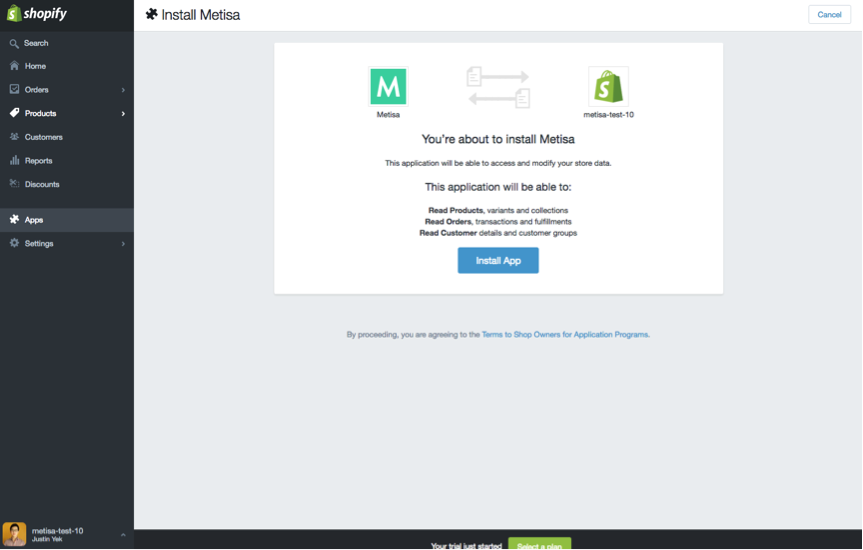 shopify
Install Metisa
Cancel
Search
Home
Orders
Products
Customers
Reports
Discounts
Apps
Settings
M
S
Metisa
metisa-test-10
You're about to install Metisa
This application will be able to access and modify your store data.
This application will be able to:
Read Products, variants and collections
Read Orders, transactions and fulfillments
Read Customer details and customer groups
Install App
By proceeding, you are agreeing to the Terms to Shop Owners for Application Programs.
metisa-test-10
Justin Yek
Your trial just started
Select a plan